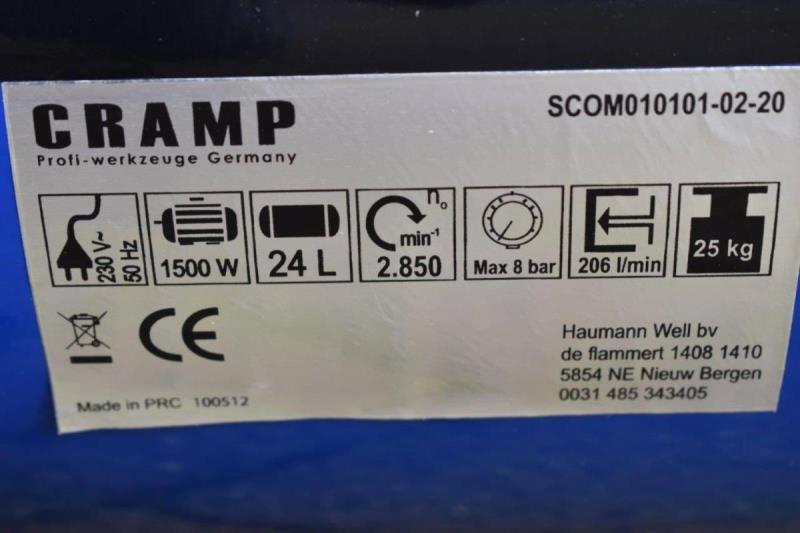 CRAMP
Profi-werkzeuge Germany
SCOM010101-02-20
230 V~
50 Hz
1500 W
24 L
n₀
min⁻¹
2.850
Max 8 bar
206 l/min
25 kg
CE
Haumann Well bv
de flammert 1408 1410
5854 NE Nieuw Bergen
0031 485 343405
Made in PRC 100512